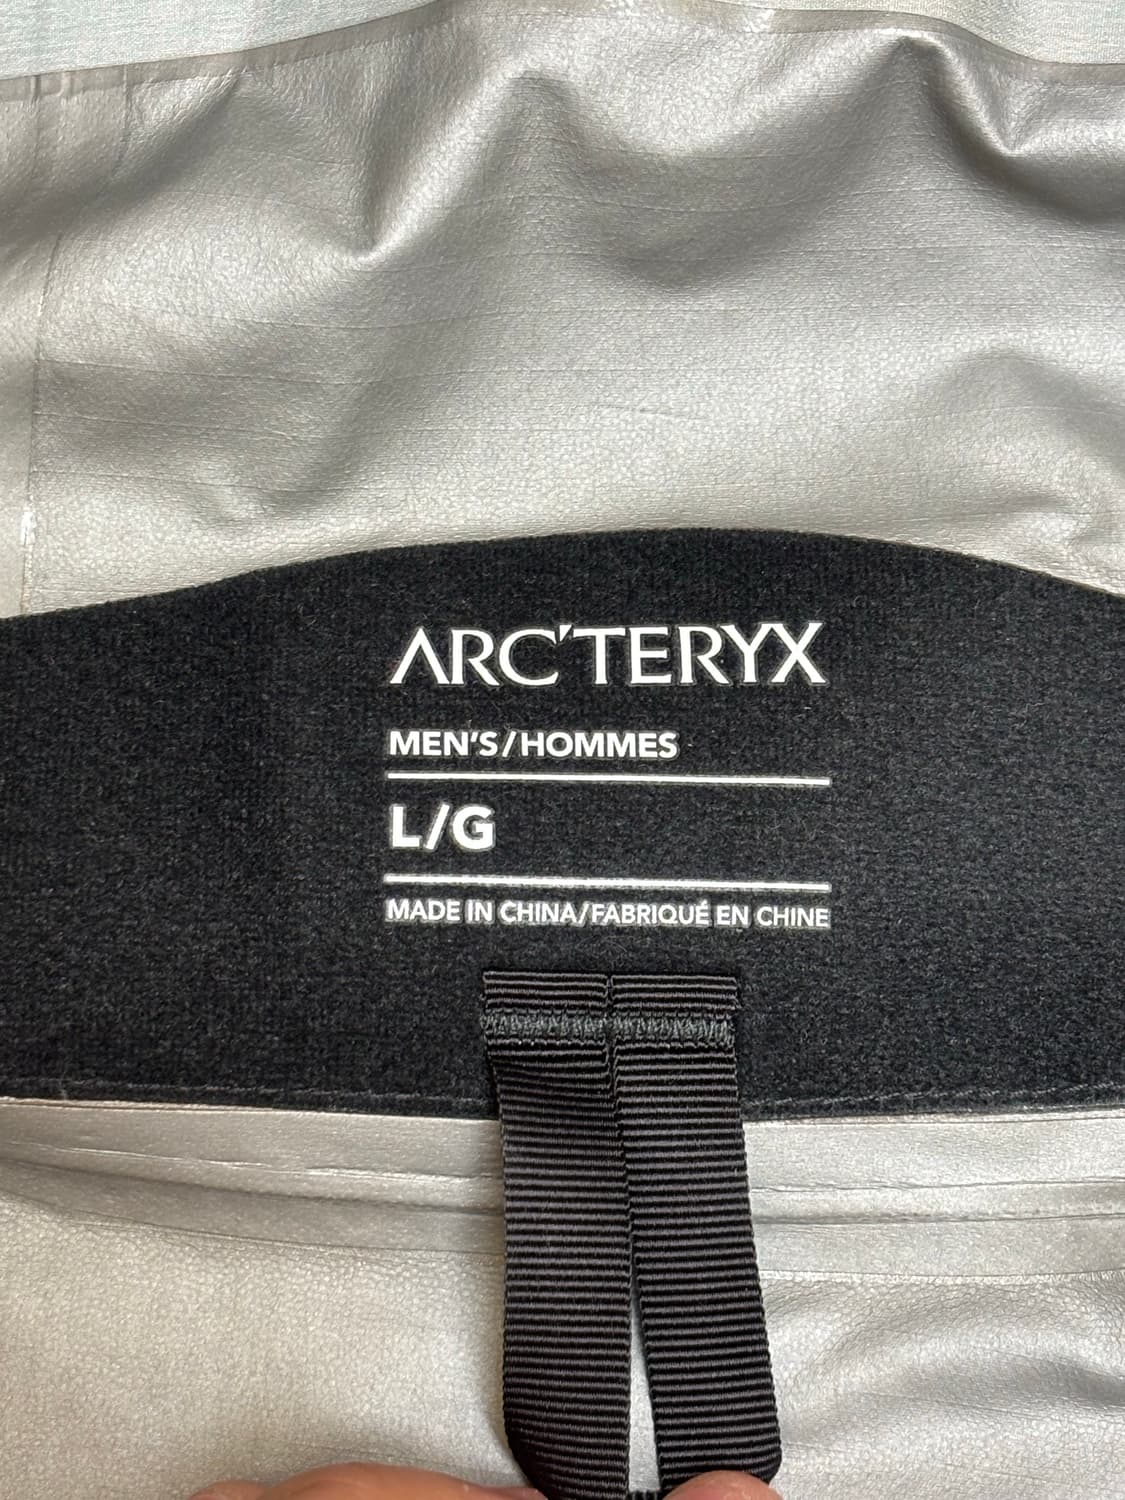 ARC'TERYX
MEN'S/HOMMES
L/G
MADE IN CHINA/FABRIQUÉ EN CHINE